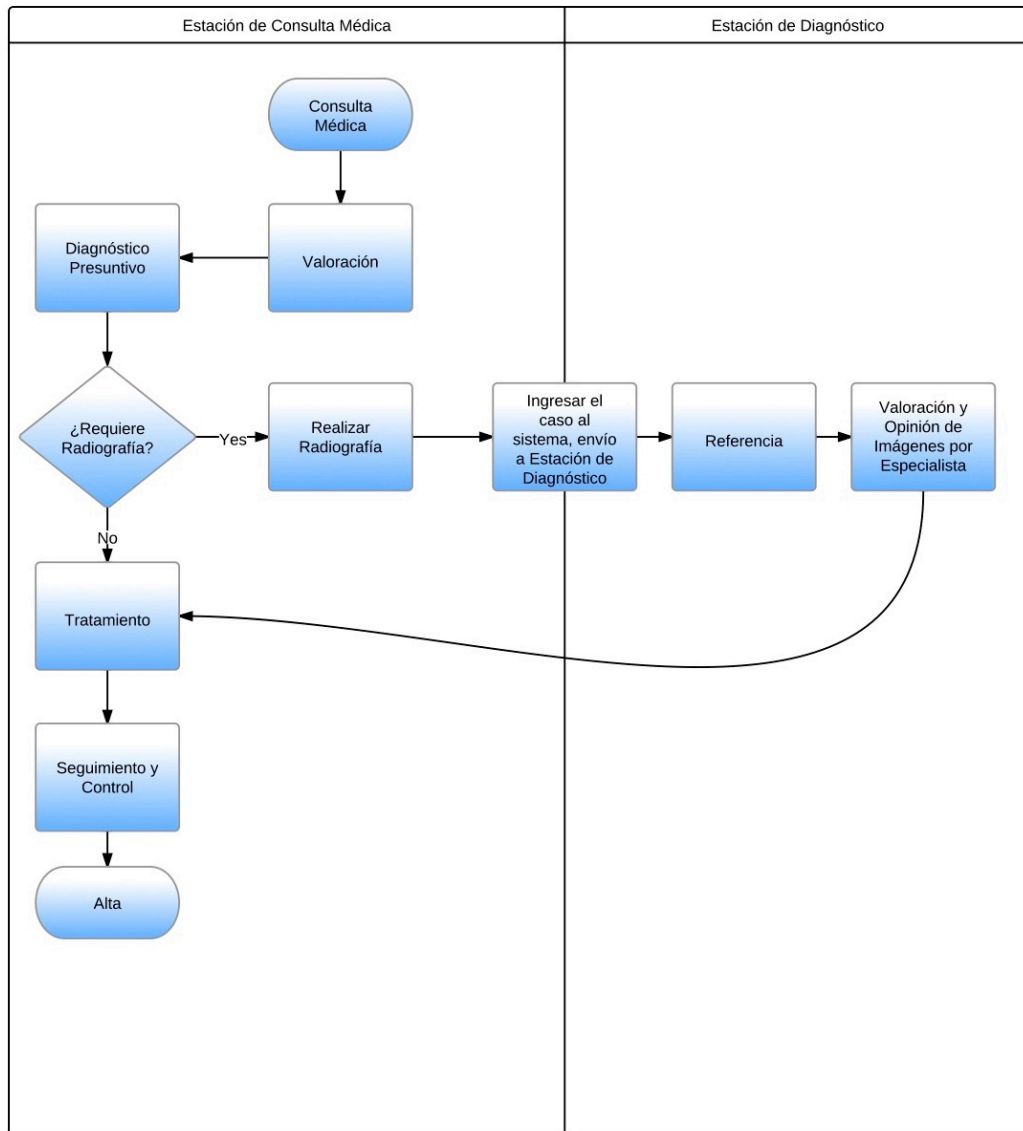 Estación de Consulta Médica
Estación de Diagnóstico
Consulta
Médica
Diagnóstico
Presuntivo
Valoración
¿Requiere
Radiografía?
Yes
Realizar
Radiografía
Ingresar el
caso al
sistema, envío
a Estación de
Diagnóstico
Referencia
Valoración y
Opinión de
Imágenes por
Especialista
No
Tratamiento
Seguimiento y
Control
Alta